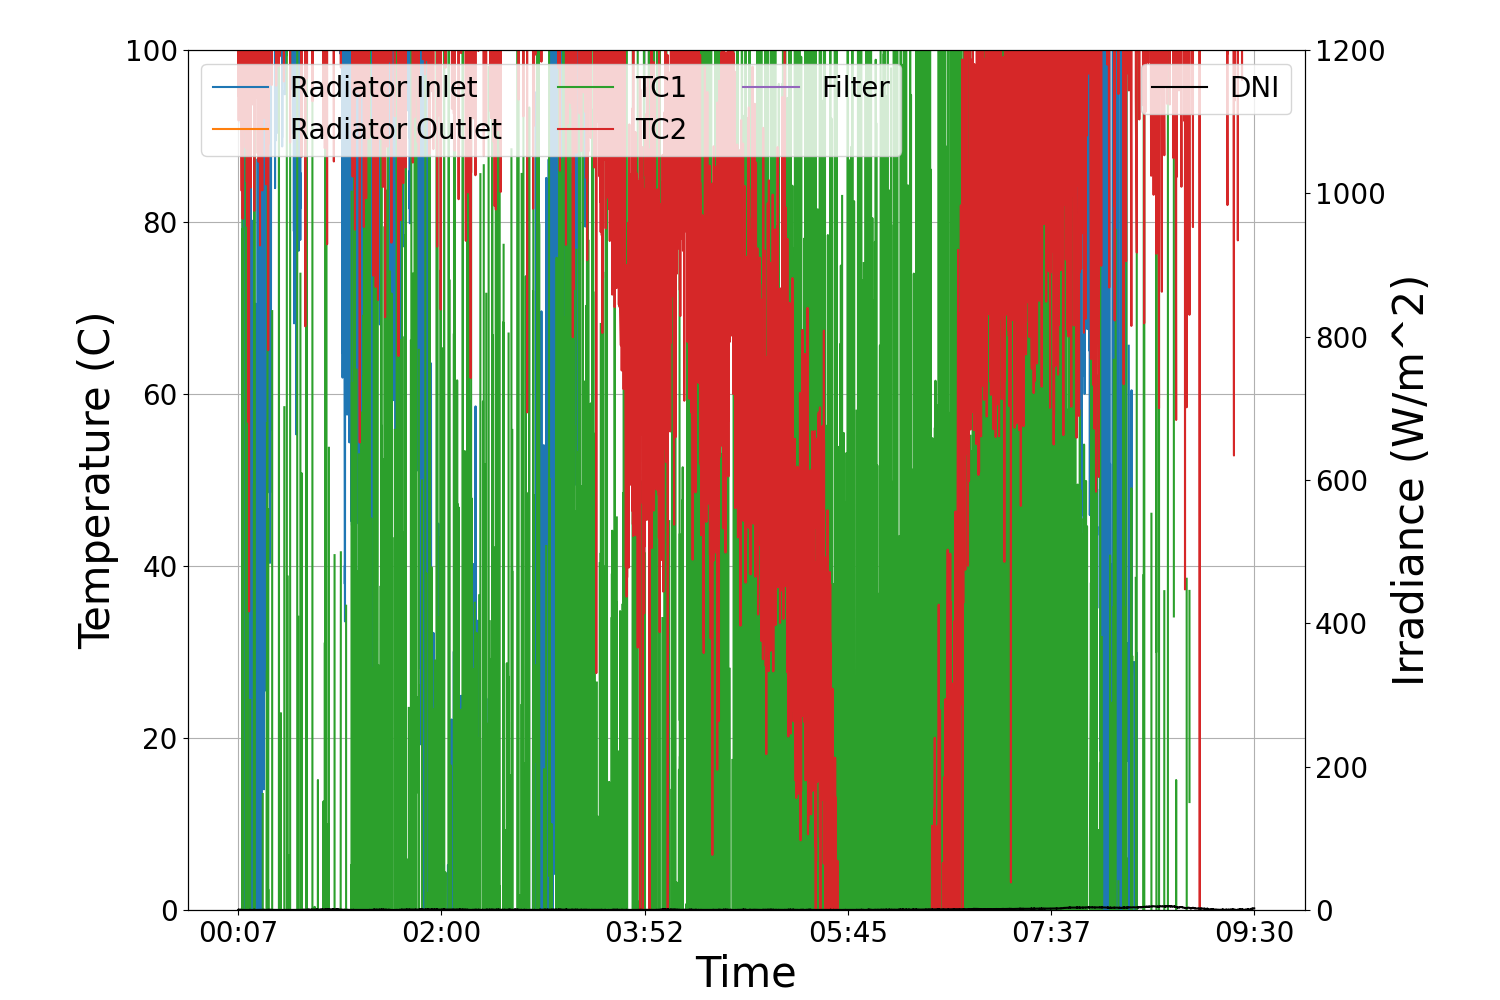 100
80
60
40
20
0
Temperature (C)
Radiator Inlet
Radiator Outlet
TC1
TC2
Filter
DNI
1200
1000
800
600
400
200
0
Irradiance (W/m^2)
00:07 02:00 03:52 05:45 07:37 09:30
Time